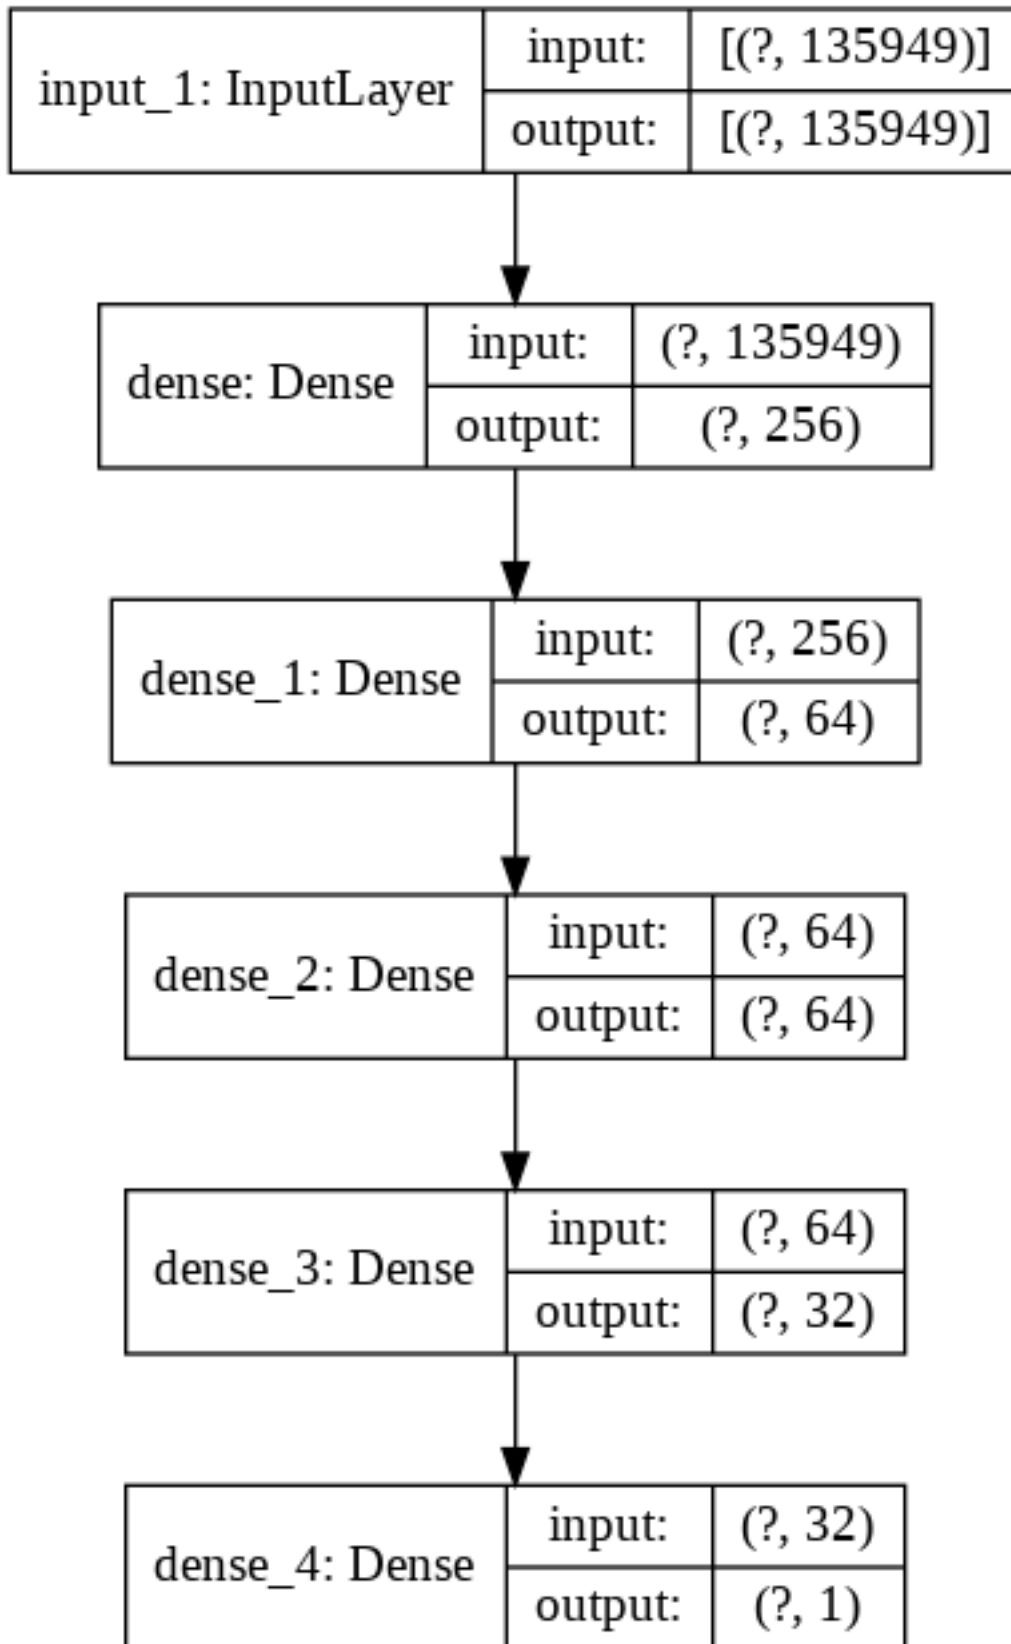 input_1: InputLayer
input: [(?, 135949)]
output: [(?, 135949)]
dense: Dense
input: (?, 135949)
output: (?, 256)
dense_1: Dense
input: (?, 256)
output: (?, 64)
dense_2: Dense
input: (?, 64)
output: (?, 64)
dense_3: Dense
input: (?, 64)
output: (?, 32)
dense_4: Dense
input: (?, 32)
output: (?, 1)